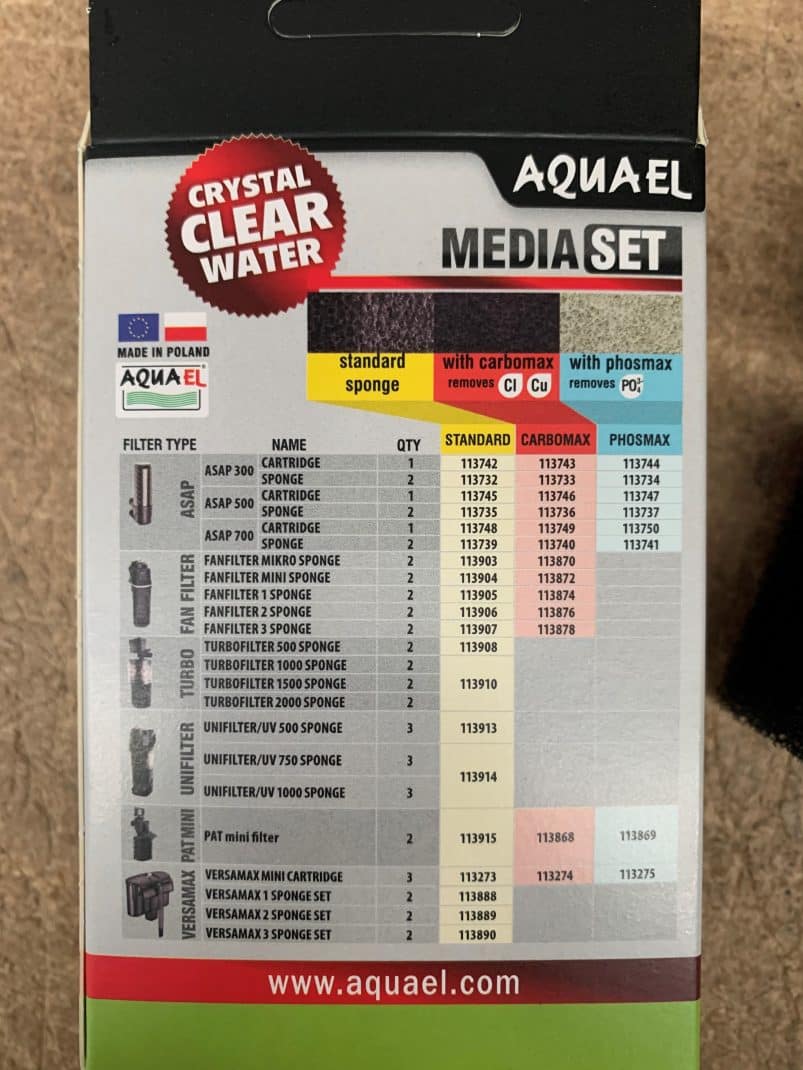 CRYSTAL
CLEAR
WATER
AQUAEL
MEDIA SET
MADE IN POLAND
AQUAEL®
standard
sponge
with carbomax
removes Cl Cu
with phosmax
removes PO₄³⁻
FILTER TYPE NAME QTY STANDARD CARBOMAX PHOSMAX
ASAP
ASAP 300 CARTRIDGE 1 113742 113743 113744
SPONGE 2 113732 113733 113734
ASAP 500 CARTRIDGE 1 113745 113746 113747
SPONGE 2 113735 113736 113737
ASAP 700 CARTRIDGE 1 113748 113749 113750
SPONGE 2 113739 113740 113741
FAN FILTER
FANFILTER MIKRO SPONGE 2 113903 113870
FANFILTER MINI SPONGE 2 113904 113872
FANFILTER 1 SPONGE 2 113905 113874
FANFILTER 2 SPONGE 2 113906 113876
FANFILTER 3 SPONGE 2 113907 113878
TURBO
TURBOFILTER 500 SPONGE 2 113908
TURBOFILTER 1000 SPONGE 2
TURBOFILTER 1500 SPONGE 2 113910
TURBOFILTER 2000 SPONGE 2
UNIFILTER
UNIFILTER/UV 500 SPONGE 3 113913
UNIFILTER/UV 750 SPONGE 3
113914
UNIFILTER/UV 1000 SPONGE 3
PAT MINI
PAT mini filter 2 113915 113868 113869
VERSAMAX
VERSAMAX MINI CARTRIDGE 3 113273 113274 113275
VERSAMAX 1 SPONGE SET 2 113888
VERSAMAX 2 SPONGE SET 2 113889
VERSAMAX 3 SPONGE SET 2 113890
www.aquael.com